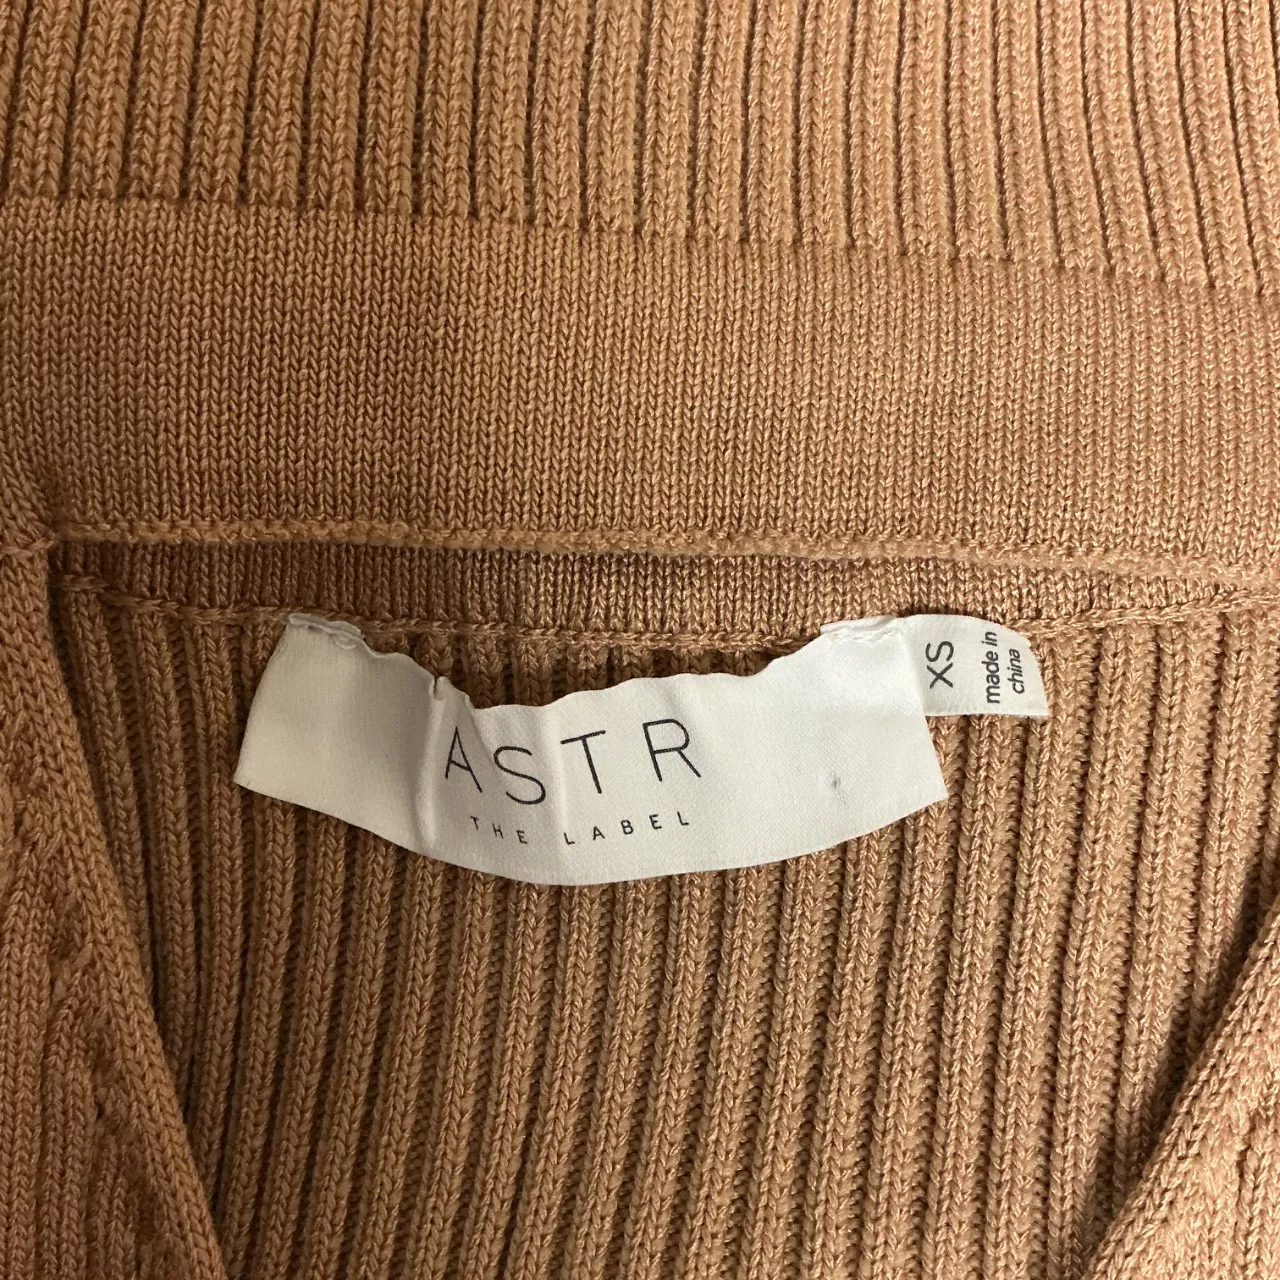 ASTR
THE LABEL
XS
made in
china